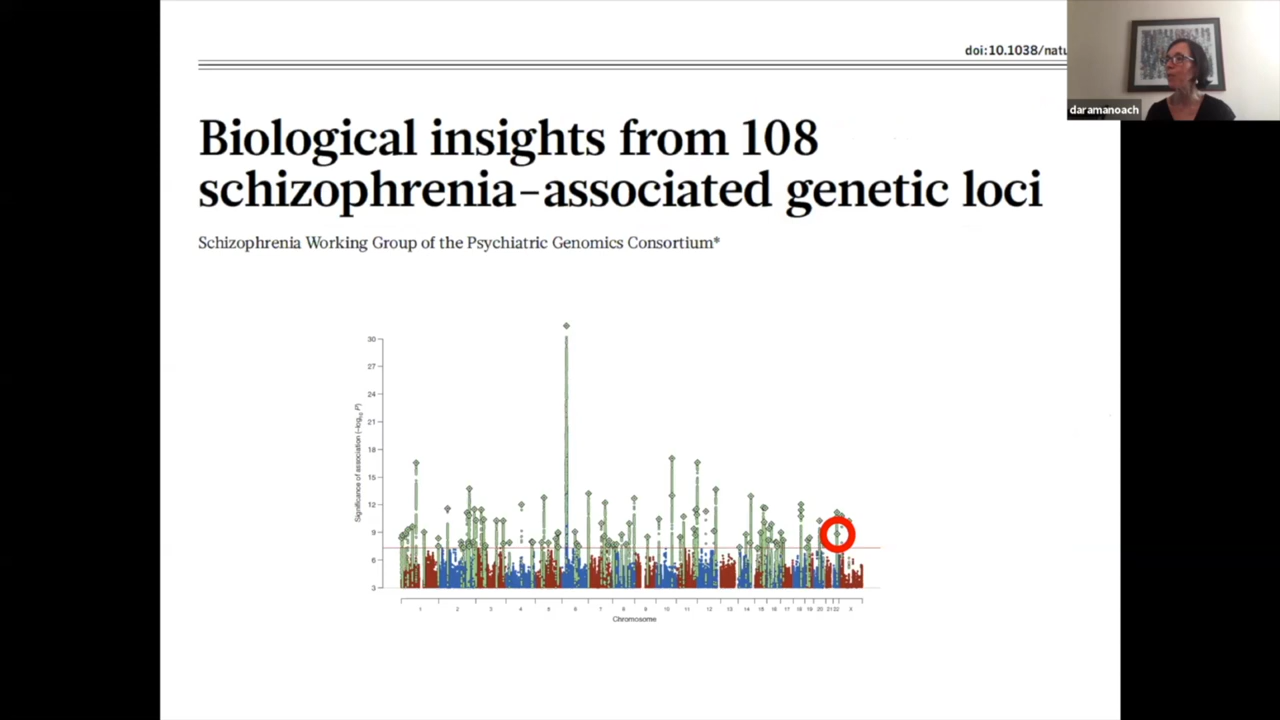 doi:10.1038/natu
daramanoach
Biological insights from 108
schizophrenia-associated genetic loci
Schizophrenia Working Group of the Psychiatric Genomics Consortium*
30
27
24
21
18
15
12
9
6
3
Significance of association (–log10 P)
1 2 3 4 5 6 7 8 9 10 11 12 13 14 15 16 17 18 19 20 21 22 X
Chromosome